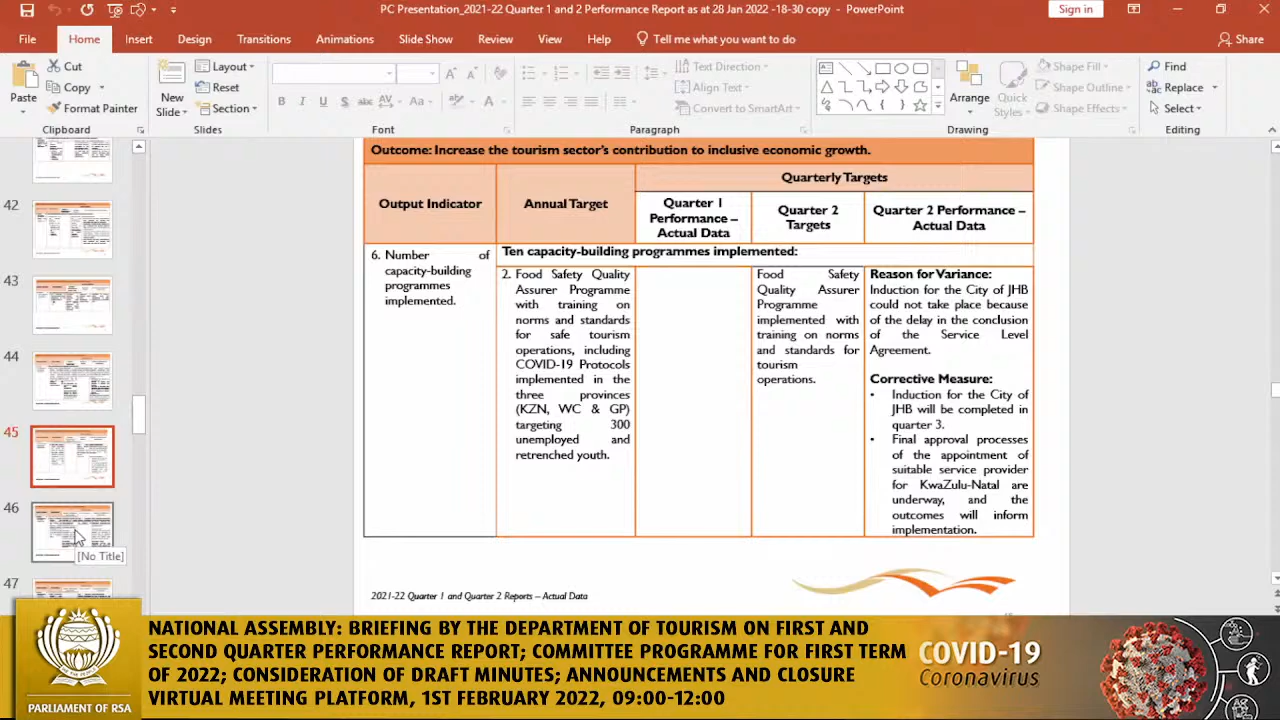 PC Presentation_2021-22 Quarter 1 and 2 Performance Report as at 28 Jan 2022 -18-30 copy - PowerPoint
Sign in
File Home Insert Design Transitions Animations Slide Show Review View Help Tell me what you want to do Share
Paste
Cut
Copy
Format Painter
Clipboard
New
Slide
Layout
Reset
Section
Slides
B I U S abc AV Aa A
Font
Text Direction
Align Text
Convert to SmartArt
Paragraph
Arrange
Quick
Styles
Shape Fill
Shape Outline
Shape Effects
Drawing
Find
Replace
Select
Editing
42
43
44
45
46
[No Title]
47
Outcome: Increase the tourism sector's contribution to inclusive economic growth.
Output Indicator
Annual Target
Quarterly Targets
Quarter 1
Performance –
Actual Data
Quarter 2
Targets
Quarter 2 Performance –
Actual Data
6. Number of
capacity-building
programmes
implemented.
Ten capacity-building programmes implemented:
2. Food Safety Quality
Assurer Programme
with training on
norms and standards
for safe tourism
operations, including
COVID-19 Protocols
implemented in the
three provinces
(KZN, WC & GP)
targeting 300
unemployed and
retrenched youth.
Food Safety
Quality Assurer
Programme
implemented with
training on norms
and standards for
tourism
operations.
Reason for Variance:
Induction for the City of JHB
could not take place because
of the delay in the conclusion
of the Service Level
Agreement.
Corrective Measure:
• Induction for the City of
JHB will be completed in
quarter 3.
• Final approval processes
of the appointment of
suitable service provider
for KwaZulu-Natal are
underway, and the
outcomes will inform
implementation.
2021-22 Quarter 1 and Quarter 2 Reports – Actual Data
PARLIAMENT OF RSA
NATIONAL ASSEMBLY: BRIEFING BY THE DEPARTMENT OF TOURISM ON FIRST AND
SECOND QUARTER PERFORMANCE REPORT; COMMITTEE PROGRAMME FOR FIRST TERM
OF 2022; CONSIDERATION OF DRAFT MINUTES; ANNOUNCEMENTS AND CLOSURE
VIRTUAL MEETING PLATFORM, 1ST FEBRUARY 2022, 09:00-12:00
COVID-19
Coronavirus